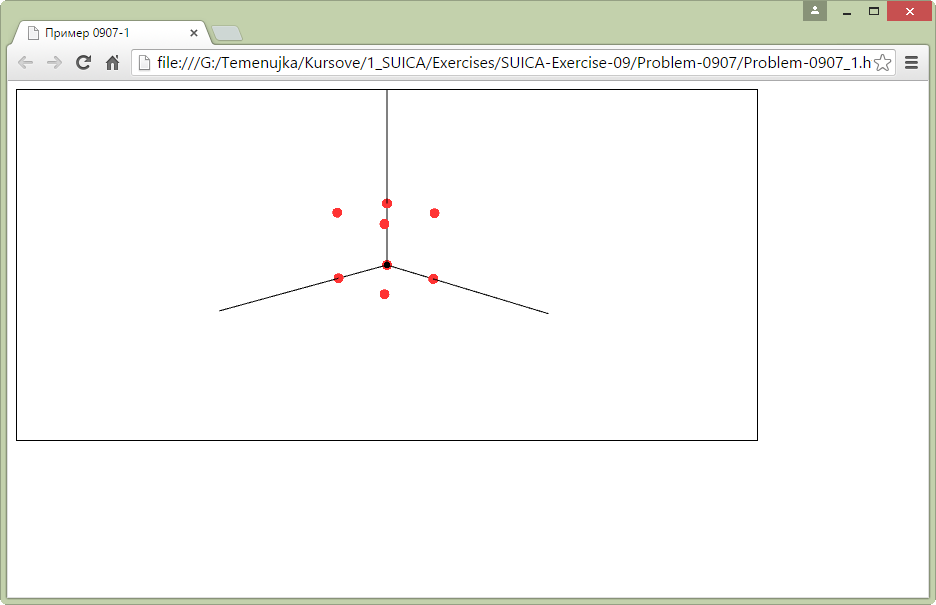 Пример 0907-1
file:///G:/Temenujka/Kursove/1_SUICA/Exercises/SUICA-Exercise-09/Problem-0907/Problem-0907_1.h